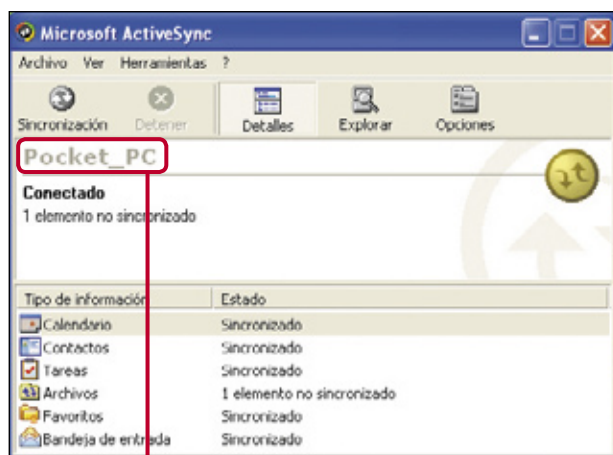 Microsoft ActiveSync
Archivo Ver Herramientas ?
Sincronización Detener Detalles Explorar Opciones
Pocket_PC
Conectado
1 elemento no sincronizado
Tipo de información Estado
Calendario Sincronizado
Contactos Sincronizado
Tareas Sincronizado
Archivos 1 elemento no sincronizado
Favoritos Sincronizado
Bandeja de entrada Sincronizado